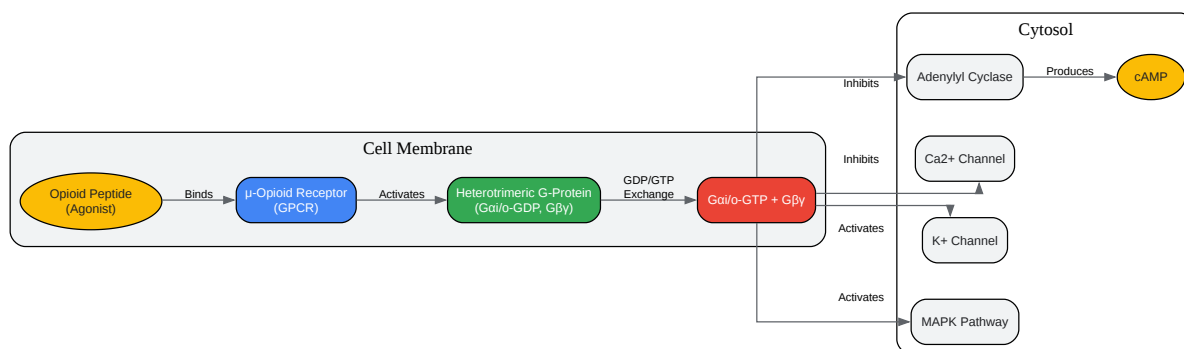 Cytosol
Adenylyl Cyclase
Produces
cAMP
Inhibits
Cell Membrane
Opioid Peptide
(Agonist)
Binds
μ-Opioid Receptor
(GPCR)
Activates
Heterotrimeric G-Protein
(Gαi/o-GDP, Gβγ)
GDP/GTP
Exchange
Gαi/o-GTP + Gβγ
Inhibits
Ca2+ Channel
Activates
K+ Channel
Activates
MAPK Pathway